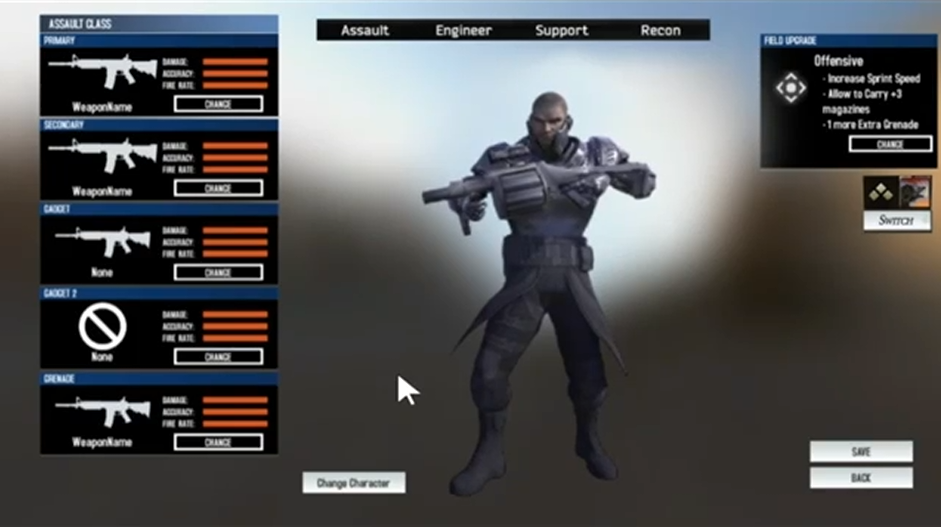 ASSAULT CLASS
PRIMARY
DAMAGE:
ACCURACY:
FIRE RATE:
WeaponName
CHANGE
SECONDARY
DAMAGE:
ACCURACY:
FIRE RATE:
WeaponName
CHANGE
GADGET
DAMAGE:
ACCURACY:
FIRE RATE:
None
CHANGE
GADGET 2
DAMAGE:
ACCURACY:
FIRE RATE:
None
CHANGE
GRENADE
DAMAGE:
ACCURACY:
FIRE RATE:
WeaponName
CHANGE
Assault Engineer Support Recon
Change Character
FIELD UPGRADE
Offensive
- Increase Sprint Speed
- Allow to Carry +3
magazines
- 1 more Extra Grenade
CHANGE
SWITCH
SAVE
BACK